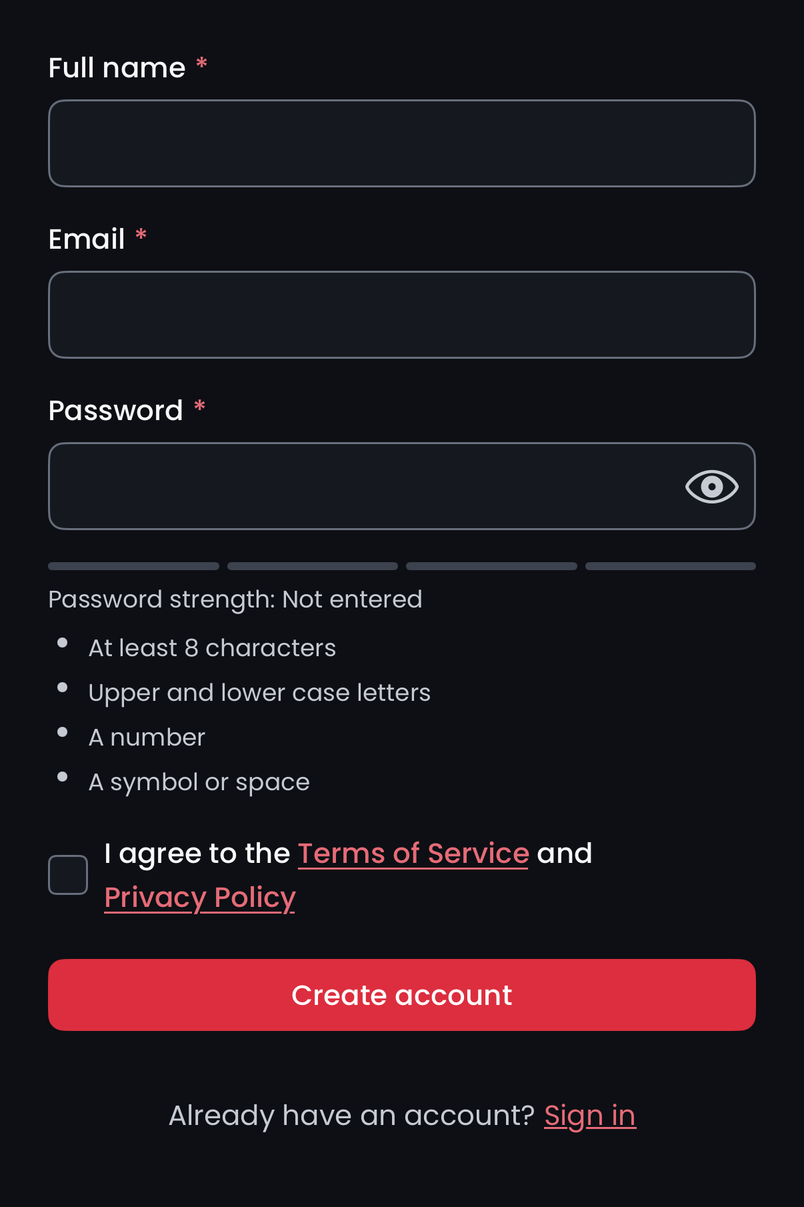 Full name *
Email *
Password *
Password strength: Not entered
• At least 8 characters
• Upper and lower case letters
• A number
• A symbol or space
I agree to the Terms of Service and
Privacy Policy
Create account
Already have an account? Sign in